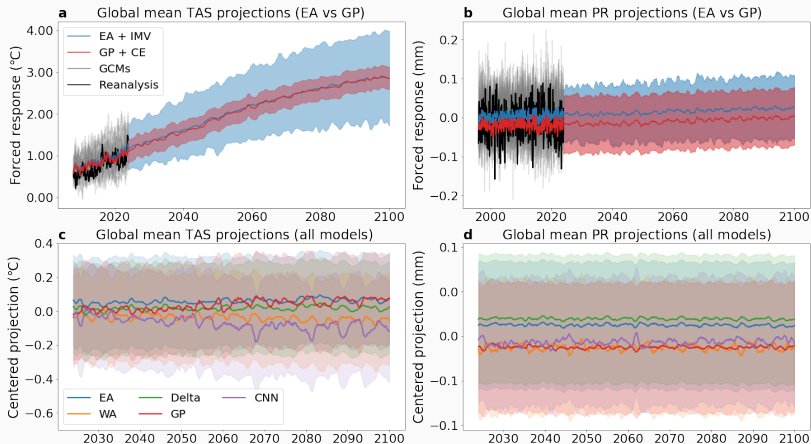 a Global mean TAS projections (EA vs GP)
Forced response (℃)
4.00
3.00
2.00
1.00
0.00
EA + IMV
GP + CE
GCMs
Reanalysis
2020
2040
2060
2080
2100
b Global mean PR projections (EA vs GP)
Forced response (mm)
0.2
0.1
0.0
−0.1
−0.2
2000
2020
2040
2060
2080
2100
c Global mean TAS projections (all models)
Centered projection (℃)
0.4
0.2
0.0
−0.2
−0.4
−0.6
EA
WA
Delta
GP
CNN
2030
2040
2050
2060
2070
2080
2090
2100
d Global mean PR projections (all models)
Centered projection (mm)
0.1
0.1
0.0
−0.1
−0.1
2030
2040
2050
2060
2070
2080
2090
2100